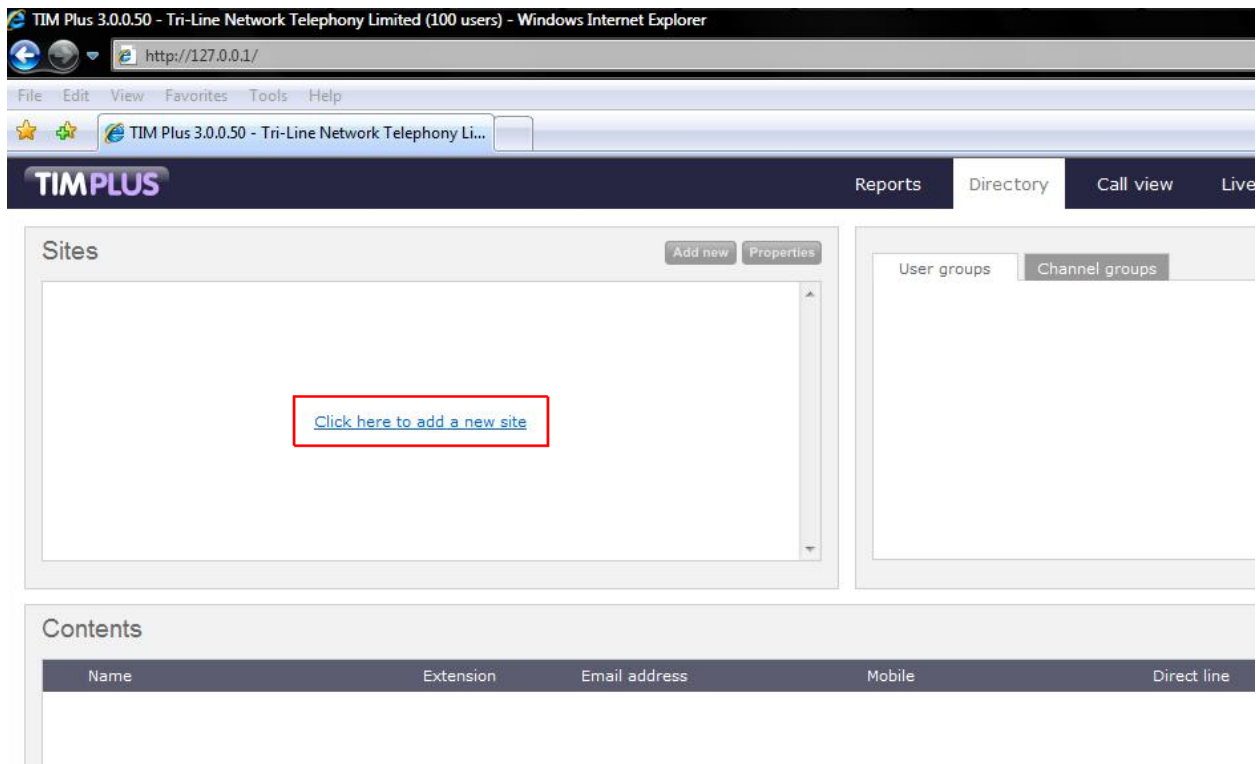 TIM Plus 3.0.0.50 - Tri-Line Network Telephony Limited (100 users) - Windows Internet Explorer
http://127.0.0.1/
File Edit View Favorites Tools Help
TIM Plus 3.0.0.50 - Tri-Line Network Telephony Li...
TIMPLUS Reports Directory Call view Live
Sites Add new Properties
User groups Channel groups
Click here to add a new site
Contents
Name Extension Email address Mobile Direct line